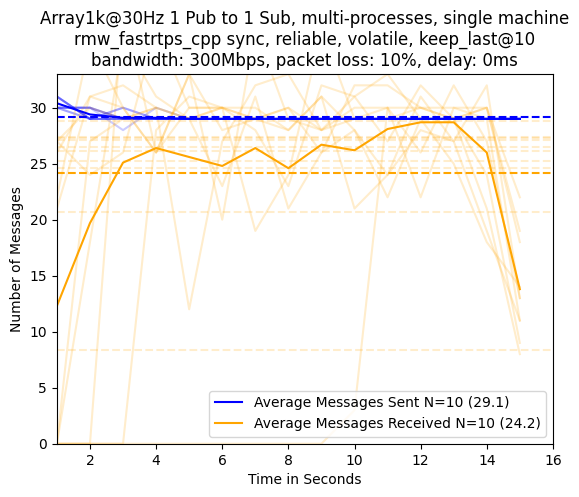 Array1k@30Hz 1 Pub to 1 Sub, multi-processes, single machine
rmw_fastrtps_cpp sync, reliable, volatile, keep_last@10
bandwidth: 300Mbps, packet loss: 10%, delay: 0ms
Number of Messages
30
25
20
15
10
5
0
Average Messages Sent N=10 (29.1)
Average Messages Received N=10 (24.2)
2 4 6 8 10 12 14 16
Time in Seconds